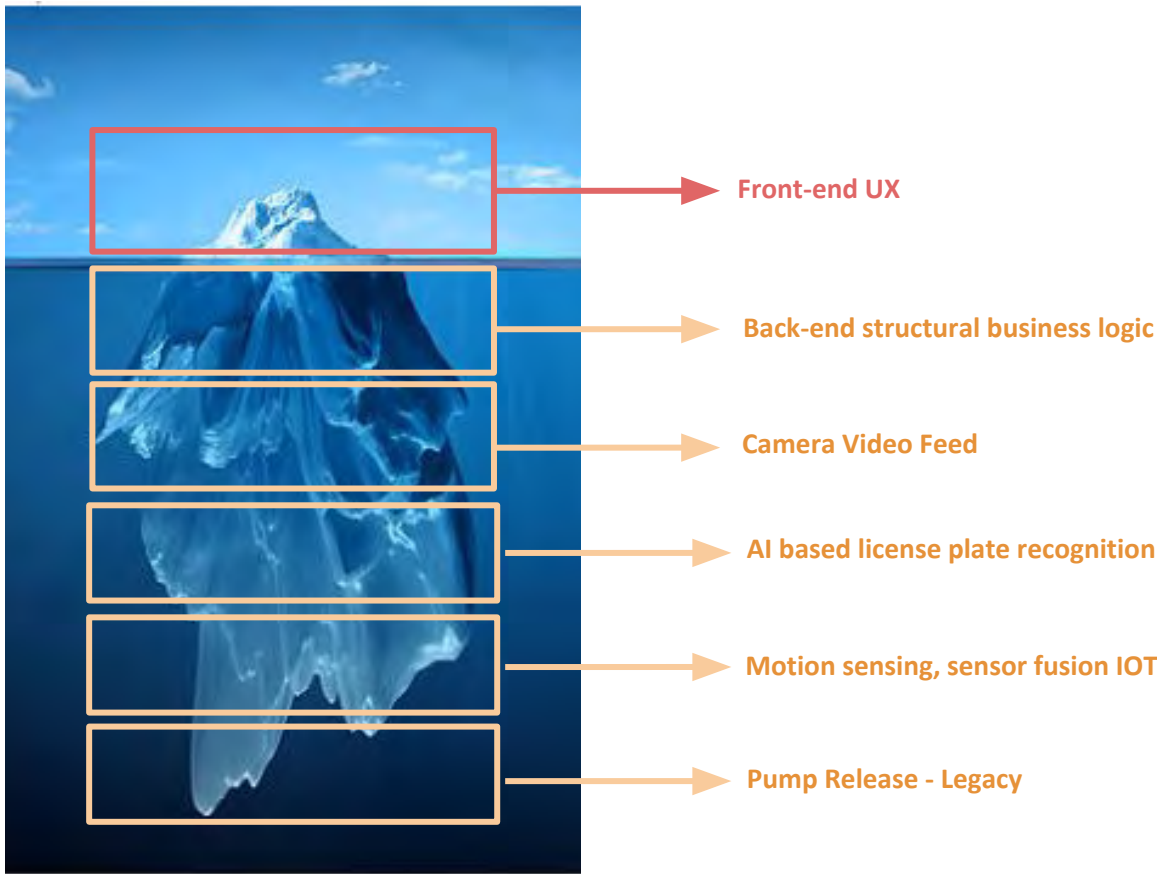 Front-end UX
Back-end structural business logic
Camera Video Feed
AI based license plate recognition
Motion sensing, sensor fusion IOT
Pump Release - Legacy